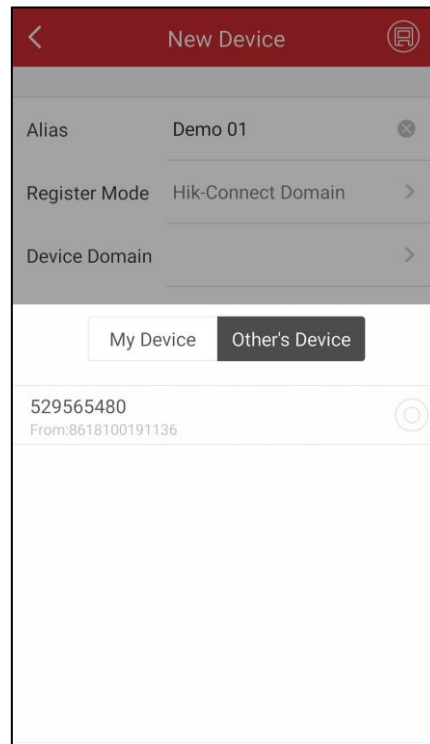 New Device
Alias Demo 01
Register Mode Hik-Connect Domain
Device Domain
My Device Other's Device
529565480
From:8618100191136